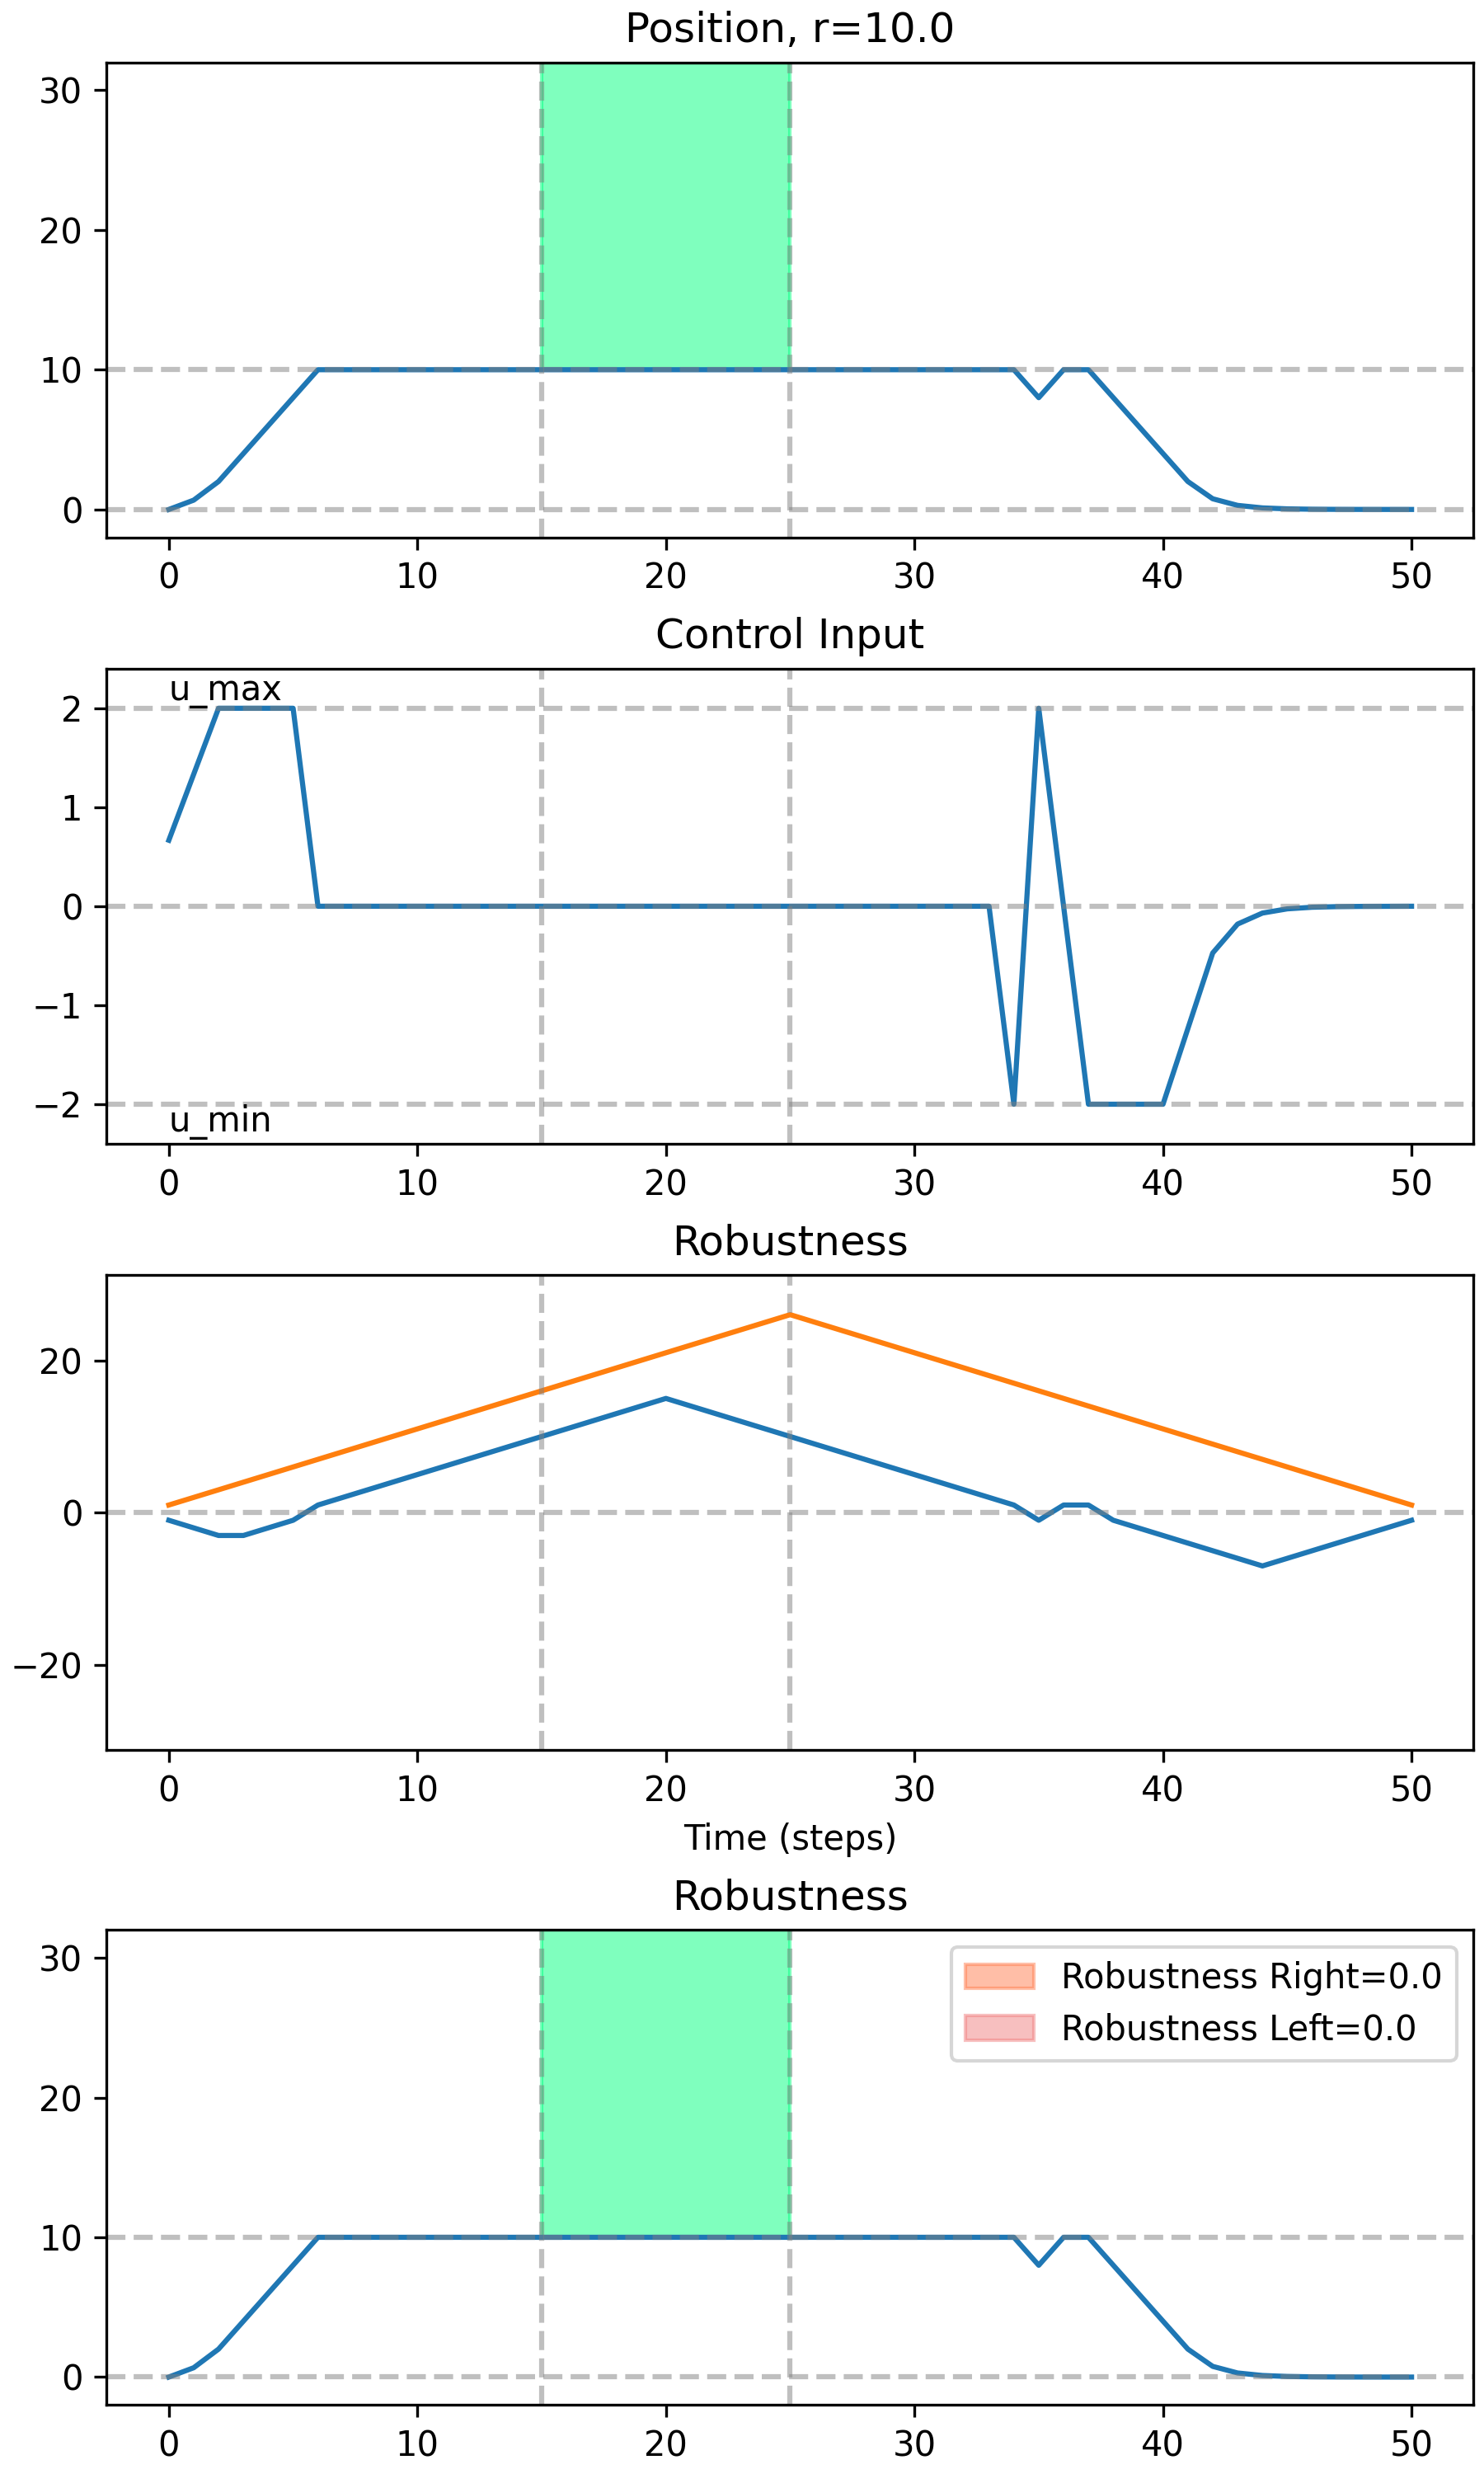 Position, r=10.0
30
20
10
0
0 10 20 30 40 50
Control Input
u_max
2
1
0
−1
−2
u_min
0 10 20 30 40 50
Robustness
20
0
−20
0 10 20 30 40 50
Time (steps)
Robustness
30
Robustness Right=0.0
Robustness Left=0.0
20
10
0
0 10 20 30 40 50